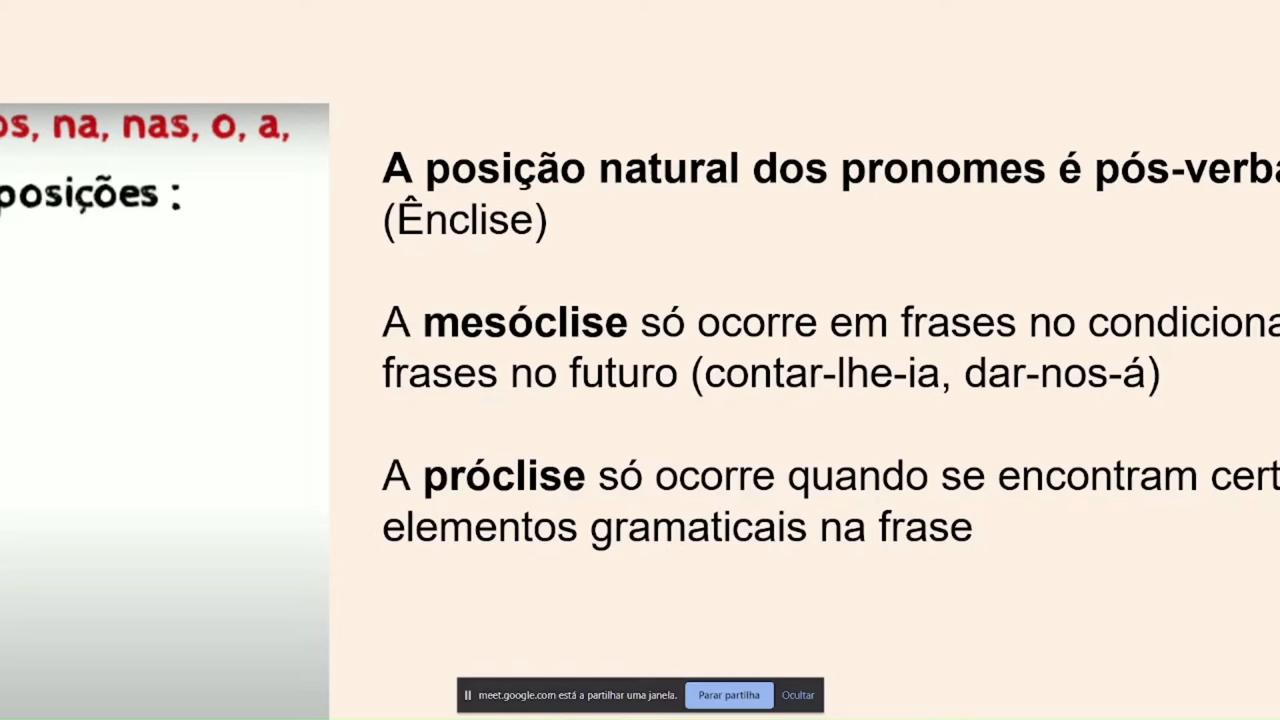 os, na, nas, o, a,
posições :
A posição natural dos pronomes é pós-verba
(Ênclise)
A mesóclise só ocorre em frases no condiciona
frases no futuro (contar-lhe-ia, dar-nos-á)
A próclise só ocorre quando se encontram cert
elementos gramaticais na frase
meet.google.com está a partilhar uma janela. Parar partilha Ocultar